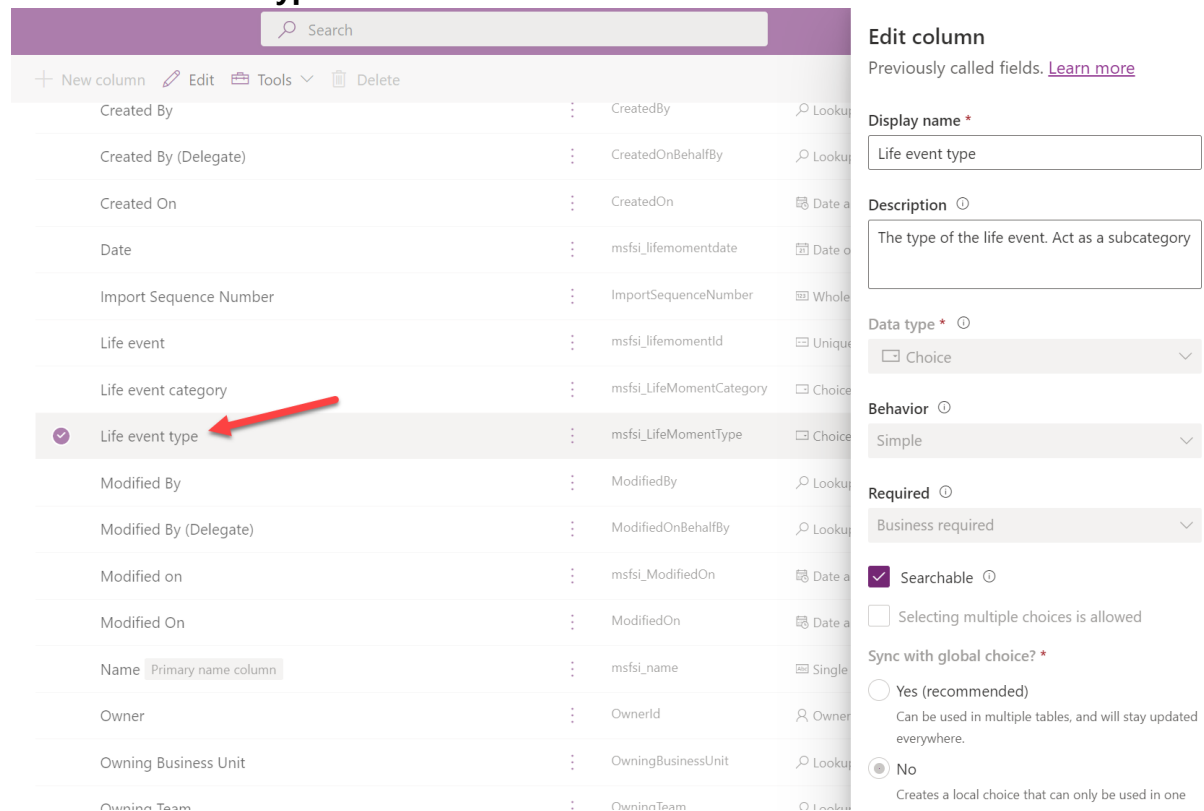 Search
New column Edit Tools Delete
Created By CreatedBy
Created By (Delegate) CreatedOnBehalfBy
Created On CreatedOn Date
Date msfsi_lifemomentdate Date
Import Sequence Number ImportSequenceNumber Whole
Life event msfsi_lifemomentId
Life event category msfsi_LifeMomentCategory Choice
Life event type msfsi_LifeMomentType Choice
Modified By ModifiedBy
Modified By (Delegate) ModifiedOnBehalfBy
Modified on msfsi_ModifiedOn Date
Modified On ModifiedOn Date
Name Primary name column msfsi_name Single
Owner OwnerId Owner
Owning Business Unit OwningBusinessUnit
Owning Team OwningTeam
Edit column
Previously called fields. Learn more
Display name *
Life event type
Description
The type of the life event. Act as a subcategory
Data type *
Choice
Behavior
Simple
Required
Business required
Searchable
Selecting multiple choices is allowed
Sync with global choice? *
Yes (recommended)
Can be used in multiple tables, and will stay updated
everywhere.
No
Creates a local choice that can only be used in one